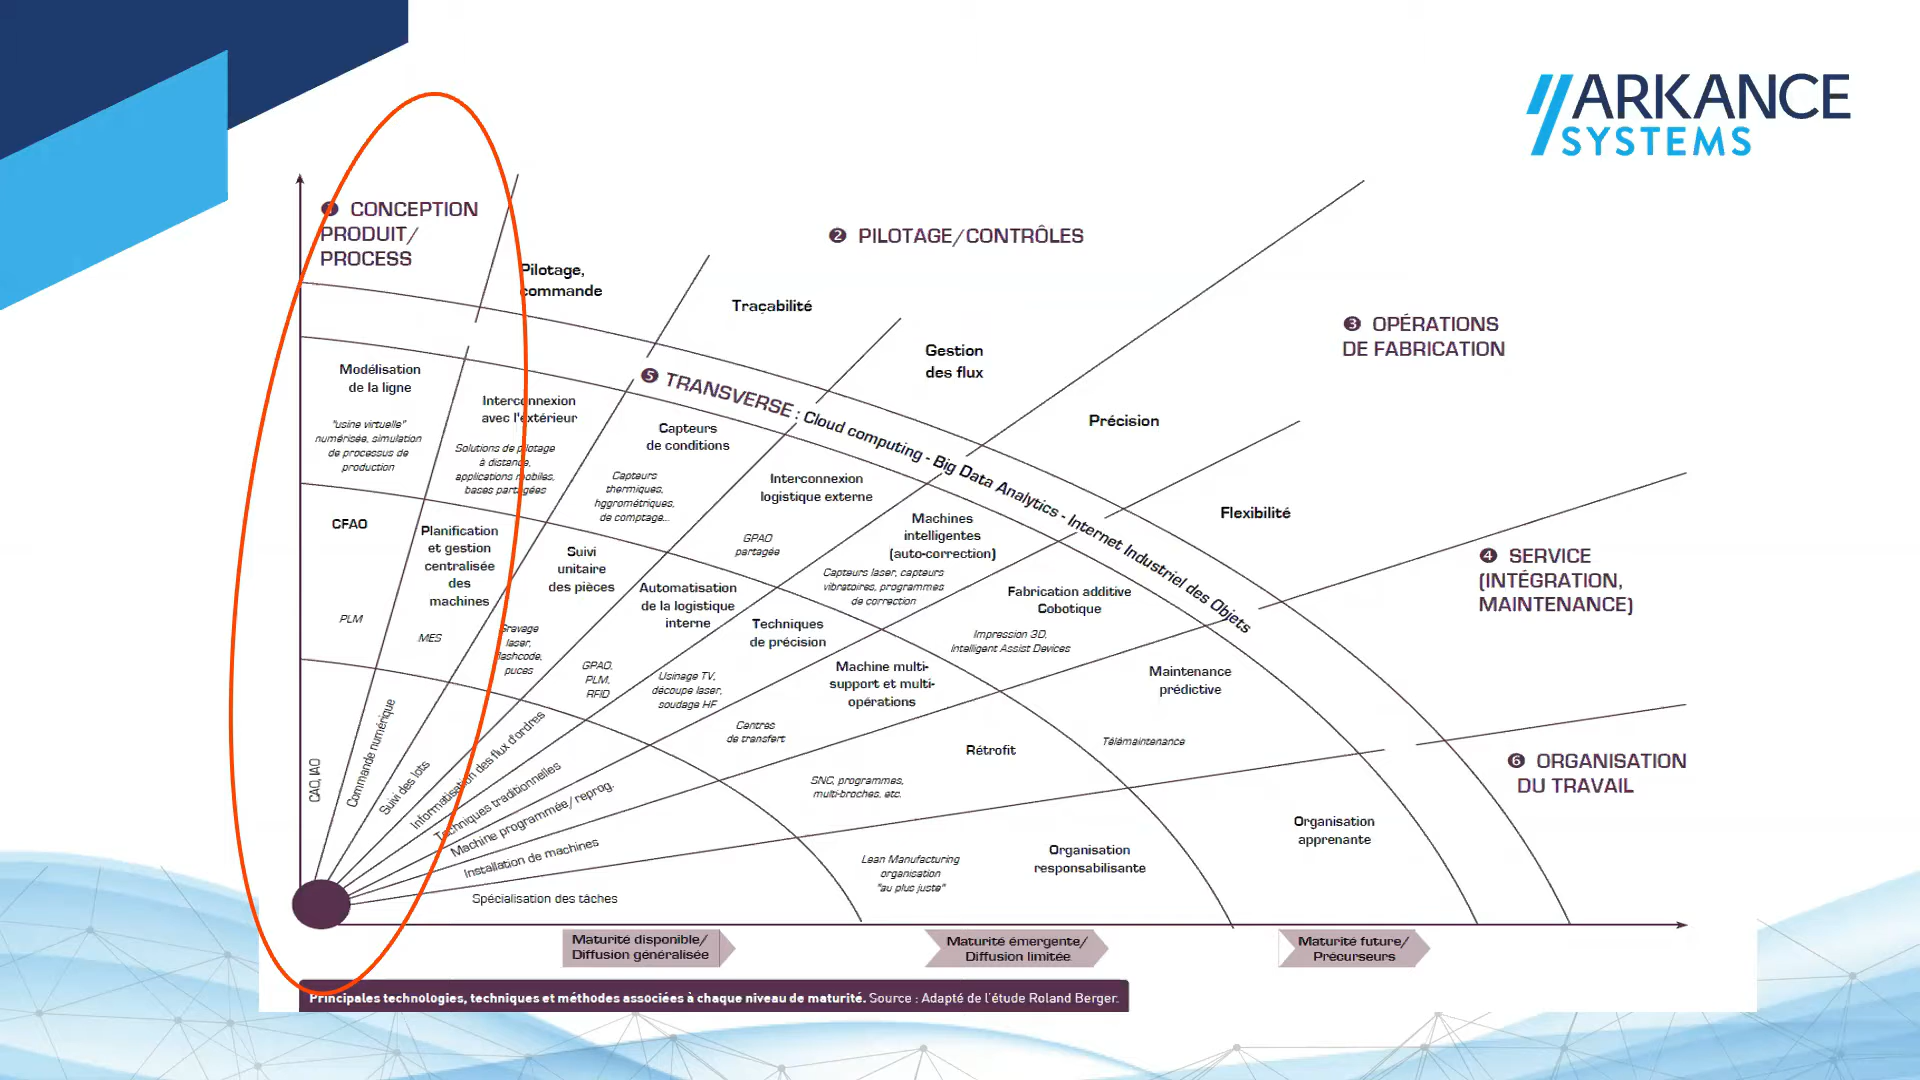 ARKANCE
SYSTEMS
❶ CONCEPTION
PRODUIT/
PROCESS
❷ PILOTAGE/CONTRÔLES
Pilotage,
commande
Traçabilité
Gestion
des flux
❸ OPÉRATIONS
DE FABRICATION
Précision
Flexibilité
❹ SERVICE
(INTÉGRATION,
MAINTENANCE)
❺ TRANSVERSE : Cloud computing - Big Data Analytics - Internet Industriel des Objets
Modélisation
de la ligne
"usine virtuelle"
numérisée, simulation
de processus de
production
Interconnexion
avec l'extérieur
Solutions de pilotage
à distance,
applications mobiles,
bases partagées
Capteurs
de conditions
Capteurs
thermiques,
hggrométriques,
de comptage...
Interconnexion
logistique externe
GPAO
partagée
Machines
intelligentes
(auto-correction)
Capteurs laser, capteurs
vibratoires, programmes
de correction
Fabrication additive
Cobotique
Impression 3D,
Intelligent Assist Devices
Maintenance
prédictive
Télémaintenance
CFAO
PLM
Planification
et gestion
centralisée
des
machines
MES
Suivi
unitaire
des pièces
Gravage
laser,
flashcode,
puces
Automatisation
de la logistique
interne
GPAO,
PLM,
RFID
Techniques
de précision
Usinage TV,
découpe laser,
soudage HF
Machine multi-
support et multi-
opérations
Centres
de transfert
Rétrofit
SNC, programmes,
multi-broches, etc.
❻ ORGANISATION
DU TRAVAIL
Organisation
apprenante
Organisation
responsabilisante
Lean Manufacturing
organisation
"au plus juste"
CAO, IAO
Commande numérique
Suivi des lots
Informatisation des flux d'ordres
Techniques traditionnelles
Machine programmée/reprog.
Installation de machines
Spécialisation des tâches
Maturité disponible/
Diffusion généralisée
Maturité émergente/
Diffusion limitée
Maturité future/
Précurseurs
Principales technologies, techniques et méthodes associées à chaque niveau de maturité. Source : Adapté de l'étude Roland Berger.